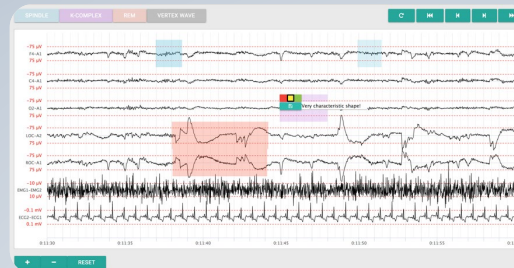 SPINDLE K-COMPLEX REM VERTEX WAVE
-75 μV
F4-A1
75 μV
-75 μV
C4-A1
75 μV
-75 μV
O2-A1
75 μV
Very characteristic shape!
-75 μV
LOC-A2
75 μV
-75 μV
ROC-A1
75 μV
-10 μV
EMG1-EMG2
10 μV
-0.1 mV
ECG2-ECG1
0.1 mV
0:11:30 0:11:35 0:11:40 0:11:45 0:11:50 0:11:55
+ - RESET